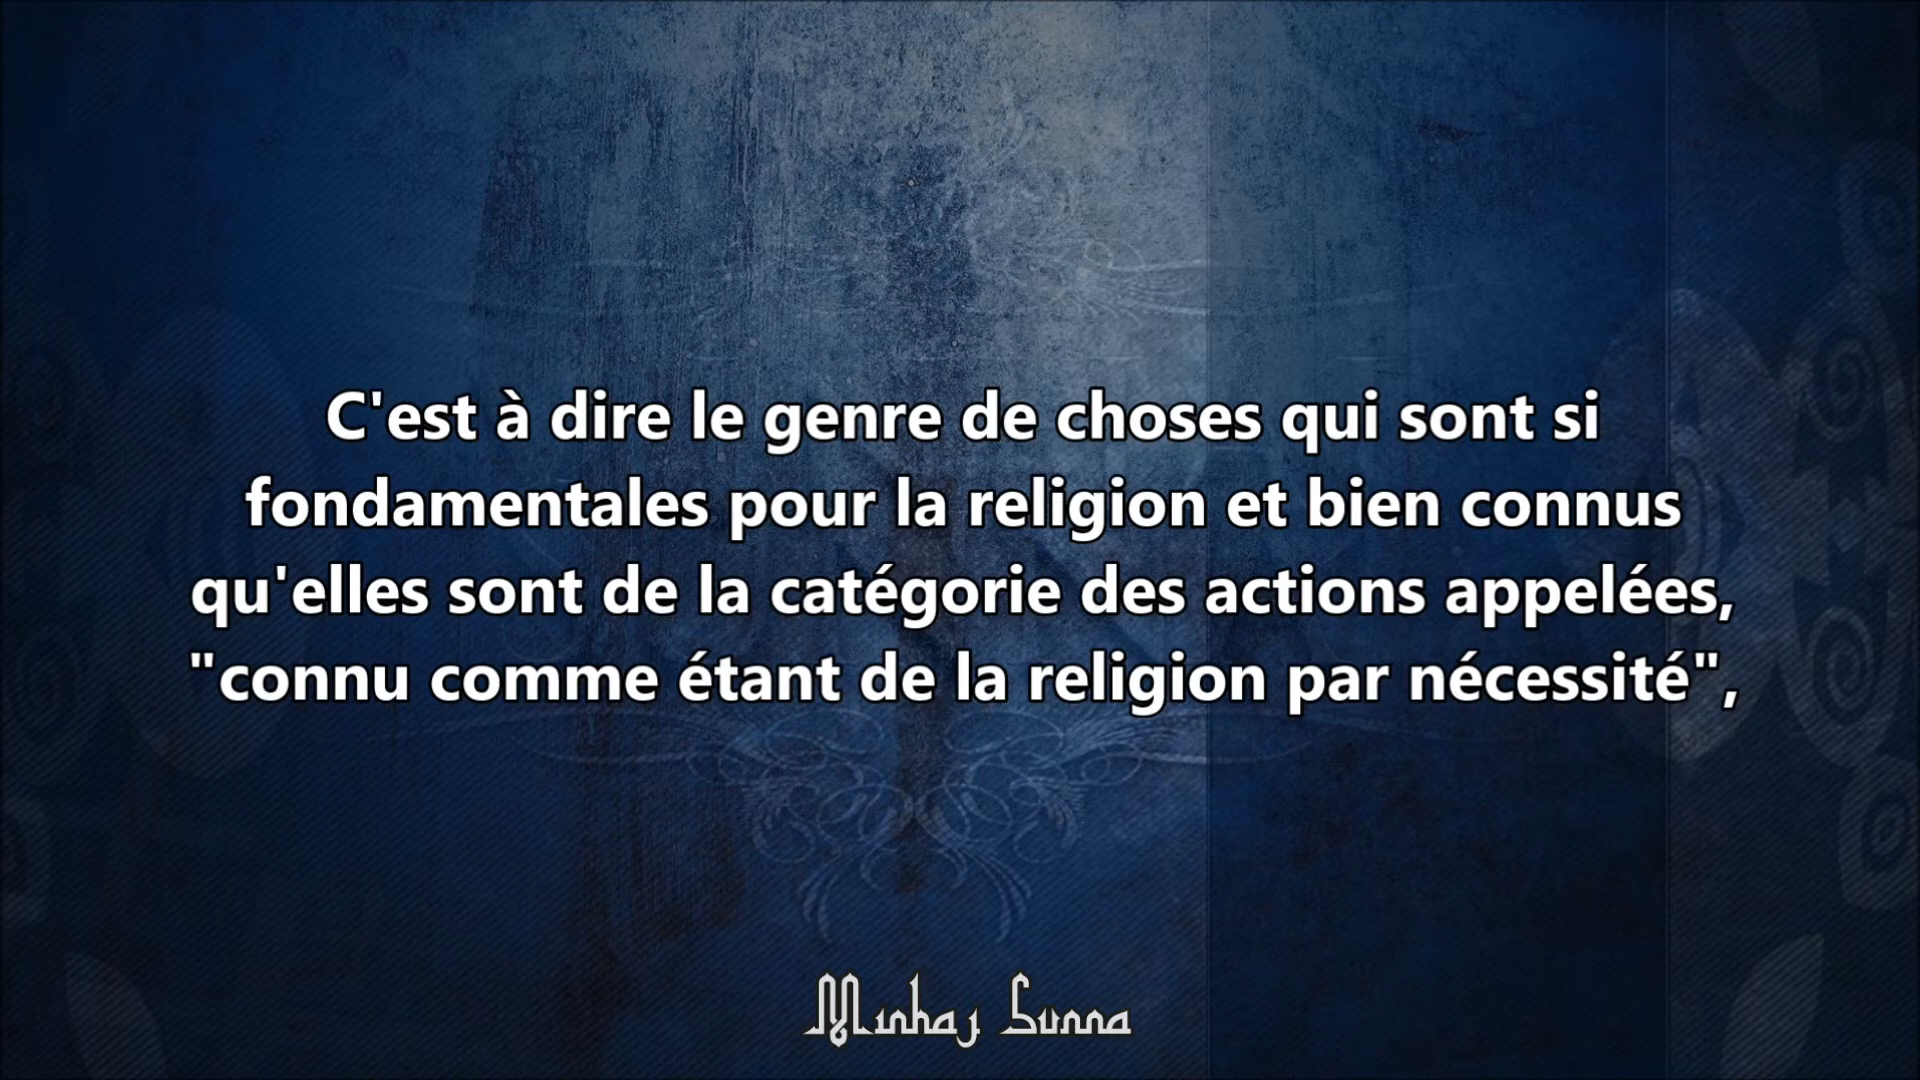 C'est à dire le genre de choses qui sont si
fondamentales pour la religion et bien connus
qu'elles sont de la catégorie des actions appelées,
"connu comme étant de la religion par nécessité",
Minhaj Sunna